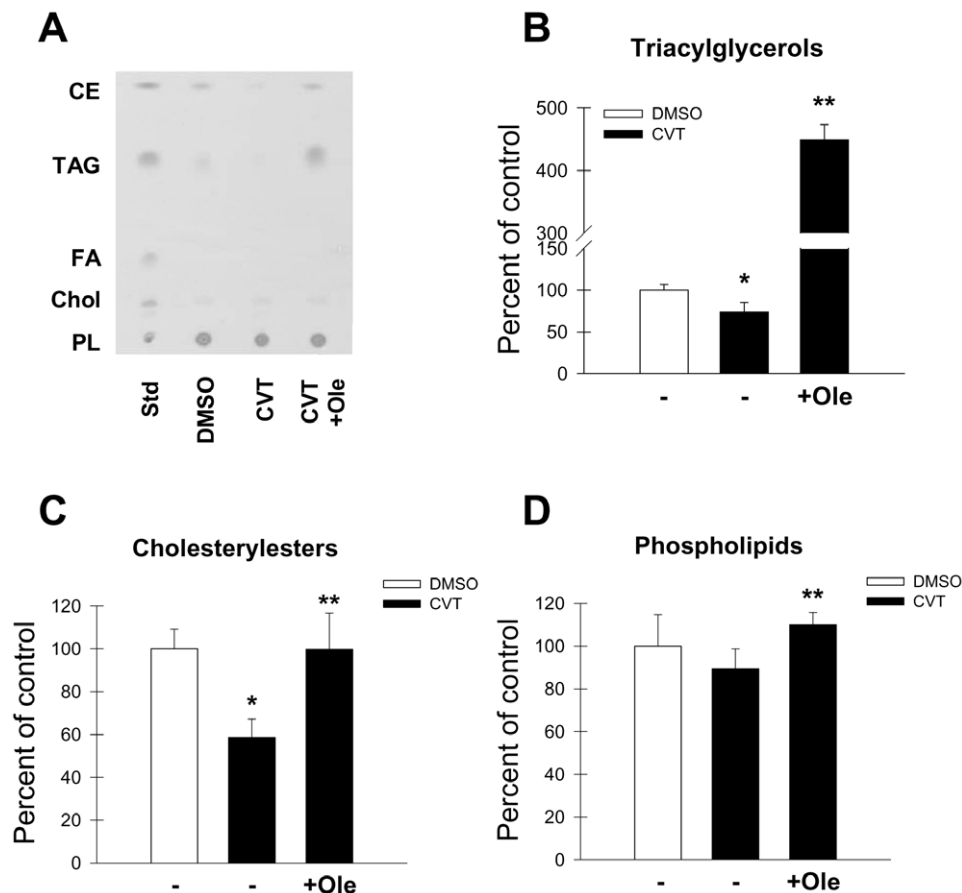 A
CE
TAG
FA
Chol
PL
Std
DMSO
CVT
CVT
+Ole
B
Triacylglycerols
Percent of control
500
400
300
150
100
50
0
DMSO
CVT
*
**
-
-
+Ole
C
Cholesterylesters
Percent of control
120
100
80
60
40
20
0
DMSO
CVT
*
**
-
-
+Ole
D
Phospholipids
Percent of control
120
100
80
60
40
20
0
DMSO
CVT
**
-
-
+Ole